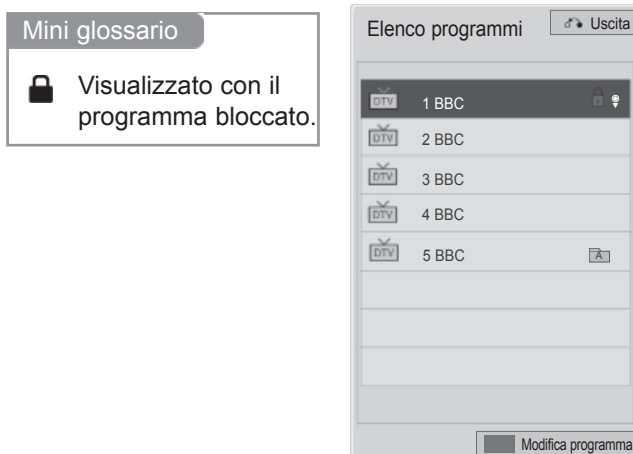 Mini glossario
Visualizzato con il
programma bloccato.
Elenco programmi
Uscita
DTV 1 BBC
DTV 2 BBC
DTV 3 BBC
DTV 4 BBC
DTV 5 BBC A
Modifica programma